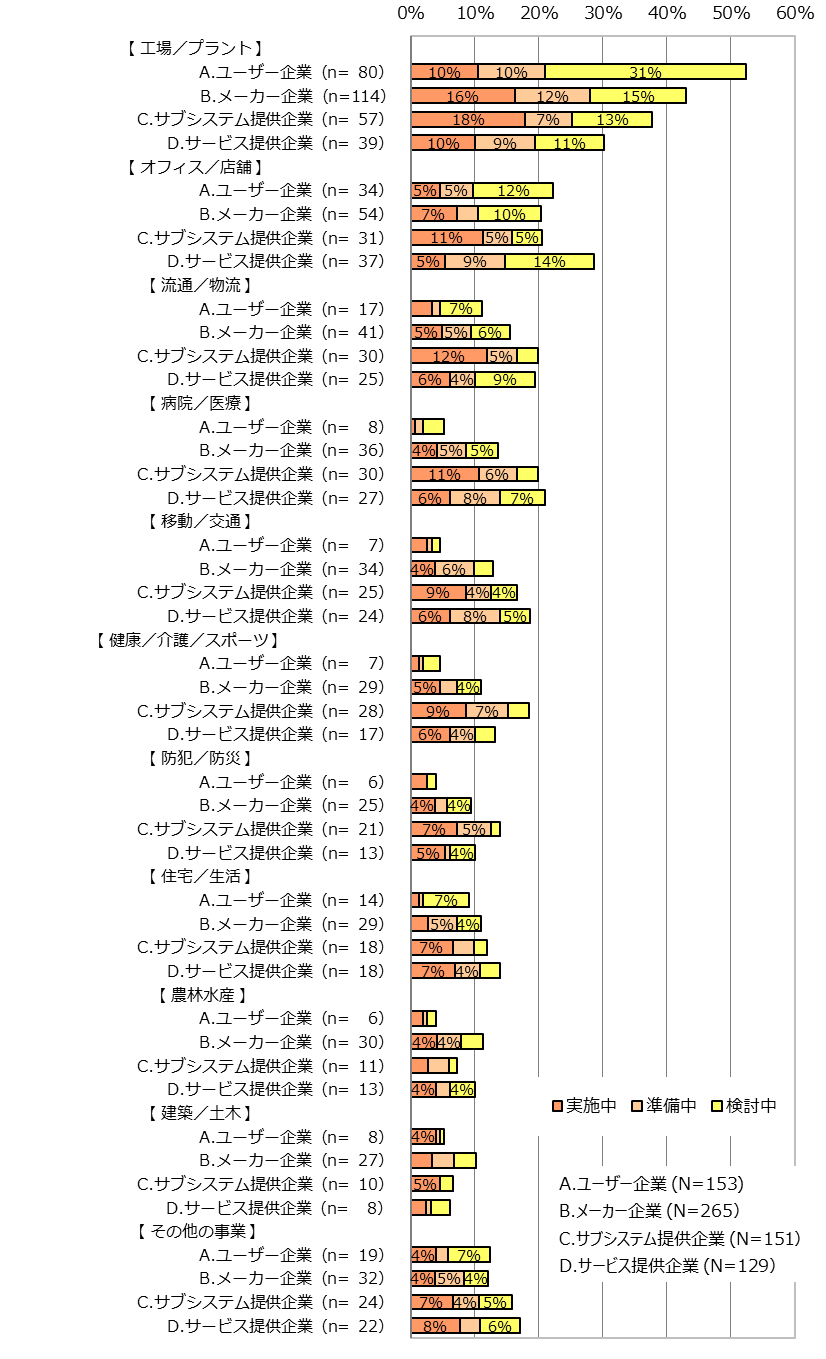 0% 10% 20% 30% 40% 50% 60%
【 工場／プラント 】
A.ユーザー企業 (n= 80) 10% 10% 31%
B.メーカー企業 (n=114) 16% 12% 15%
C.サブシステム提供企業 (n= 57) 18% 7% 13%
D.サービス提供企業 (n= 39) 10% 9% 11%
【 オフィス／店舗 】
A.ユーザー企業 (n= 34) 5% 5% 12%
B.メーカー企業 (n= 54) 7% 10%
C.サブシステム提供企業 (n= 31) 11% 5% 5%
D.サービス提供企業 (n= 37) 5% 9% 14%
【 流通／物流 】
A.ユーザー企業 (n= 17) 7%
B.メーカー企業 (n= 41) 5% 5% 6%
C.サブシステム提供企業 (n= 30) 12% 5%
D.サービス提供企業 (n= 25) 6% 4% 9%
【 病院／医療 】
A.ユーザー企業 (n= 8)
B.メーカー企業 (n= 36) 4% 5% 5%
C.サブシステム提供企業 (n= 30) 11% 6%
D.サービス提供企業 (n= 27) 6% 8% 7%
【 移動／交通 】
A.ユーザー企業 (n= 7)
B.メーカー企業 (n= 34) 4% 6%
C.サブシステム提供企業 (n= 25) 9% 4% 4%
D.サービス提供企業 (n= 24) 6% 8% 5%
【 健康／介護／スポーツ 】
A.ユーザー企業 (n= 7)
B.メーカー企業 (n= 29) 5% 4%
C.サブシステム提供企業 (n= 28) 9% 7%
D.サービス提供企業 (n= 17) 6% 4%
【 防犯／防災 】
A.ユーザー企業 (n= 6)
B.メーカー企業 (n= 25) 4% 4%
C.サブシステム提供企業 (n= 21) 7% 5%
D.サービス提供企業 (n= 13) 5% 4%
【 住宅／生活 】
A.ユーザー企業 (n= 14) 7%
B.メーカー企業 (n= 29) 5% 4%
C.サブシステム提供企業 (n= 18) 7%
D.サービス提供企業 (n= 18) 7% 4%
【 農林水産 】
A.ユーザー企業 (n= 6)
B.メーカー企業 (n= 30) 4% 4%
C.サブシステム提供企業 (n= 11)
D.サービス提供企業 (n= 13) 4% 4%
実施中 準備中 検討中
【 建築／土木 】
A.ユーザー企業 (n= 8) 4%
B.メーカー企業 (n= 27)
C.サブシステム提供企業 (n= 10) 5%
D.サービス提供企業 (n= 8)
【 その他の事業 】
A.ユーザー企業 (n= 19) 4% 7%
B.メーカー企業 (n= 32) 4% 5% 4%
C.サブシステム提供企業 (n= 24) 7% 4% 5%
D.サービス提供企業 (n= 22) 8% 6%
A.ユーザー企業 (N=153)
B.メーカー企業 (N=265)
C.サブシステム提供企業 (N=151)
D.サービス提供企業 (N=129)